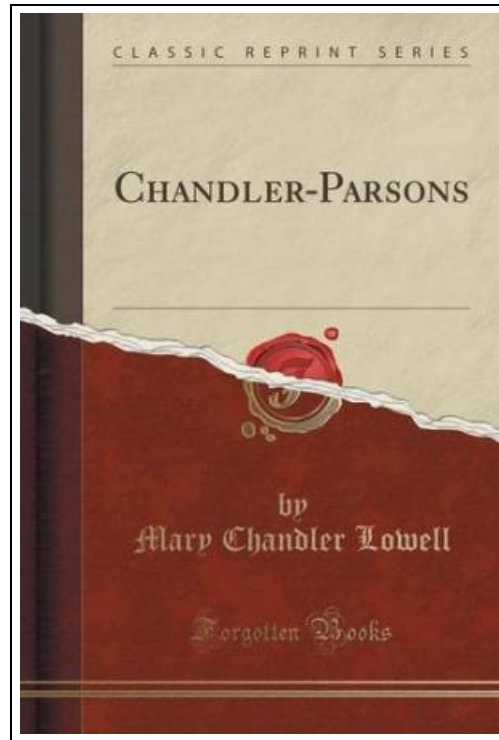 CLASSIC REPRINT SERIES
CHANDLER-PARSONS
by
Mary Chandler Lowell
Forgotten Books